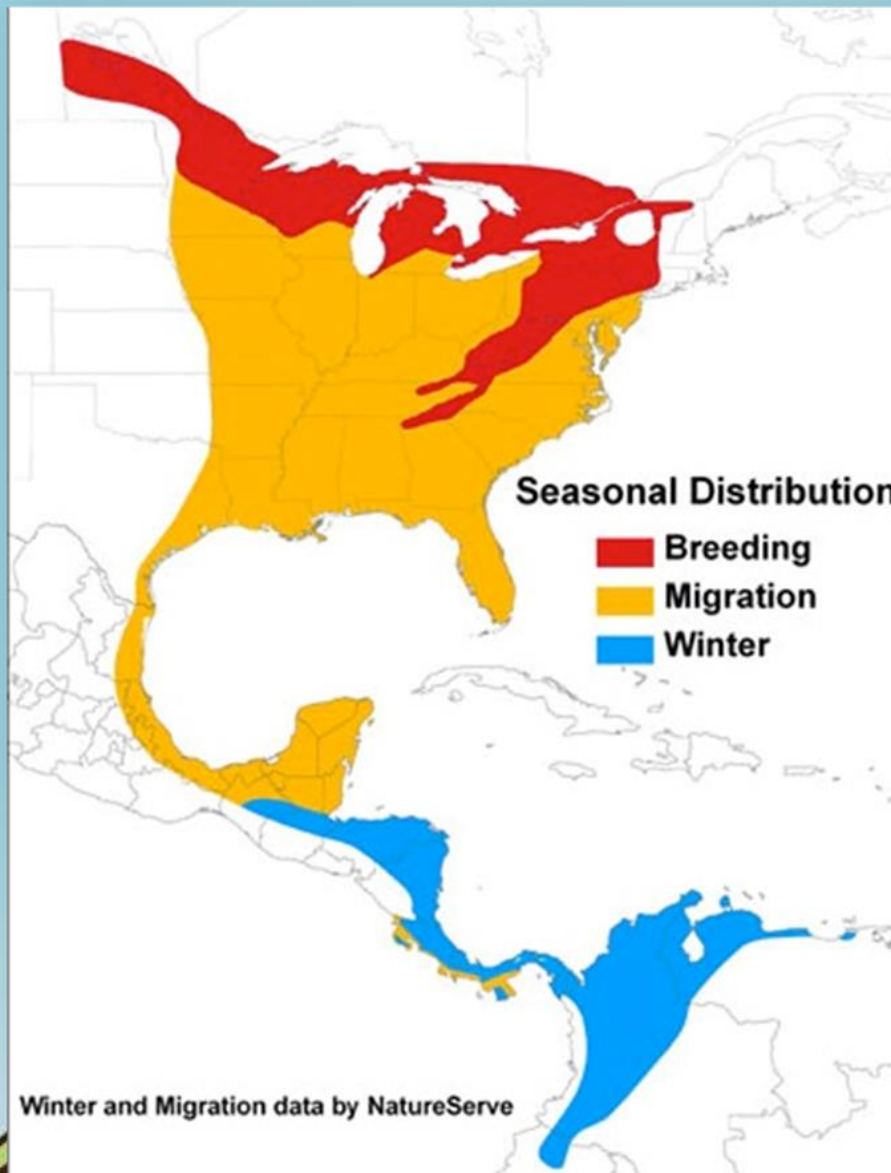 Seasonal Distribution
Breeding
Migration
Winter
Winter and Migration data by NatureServe